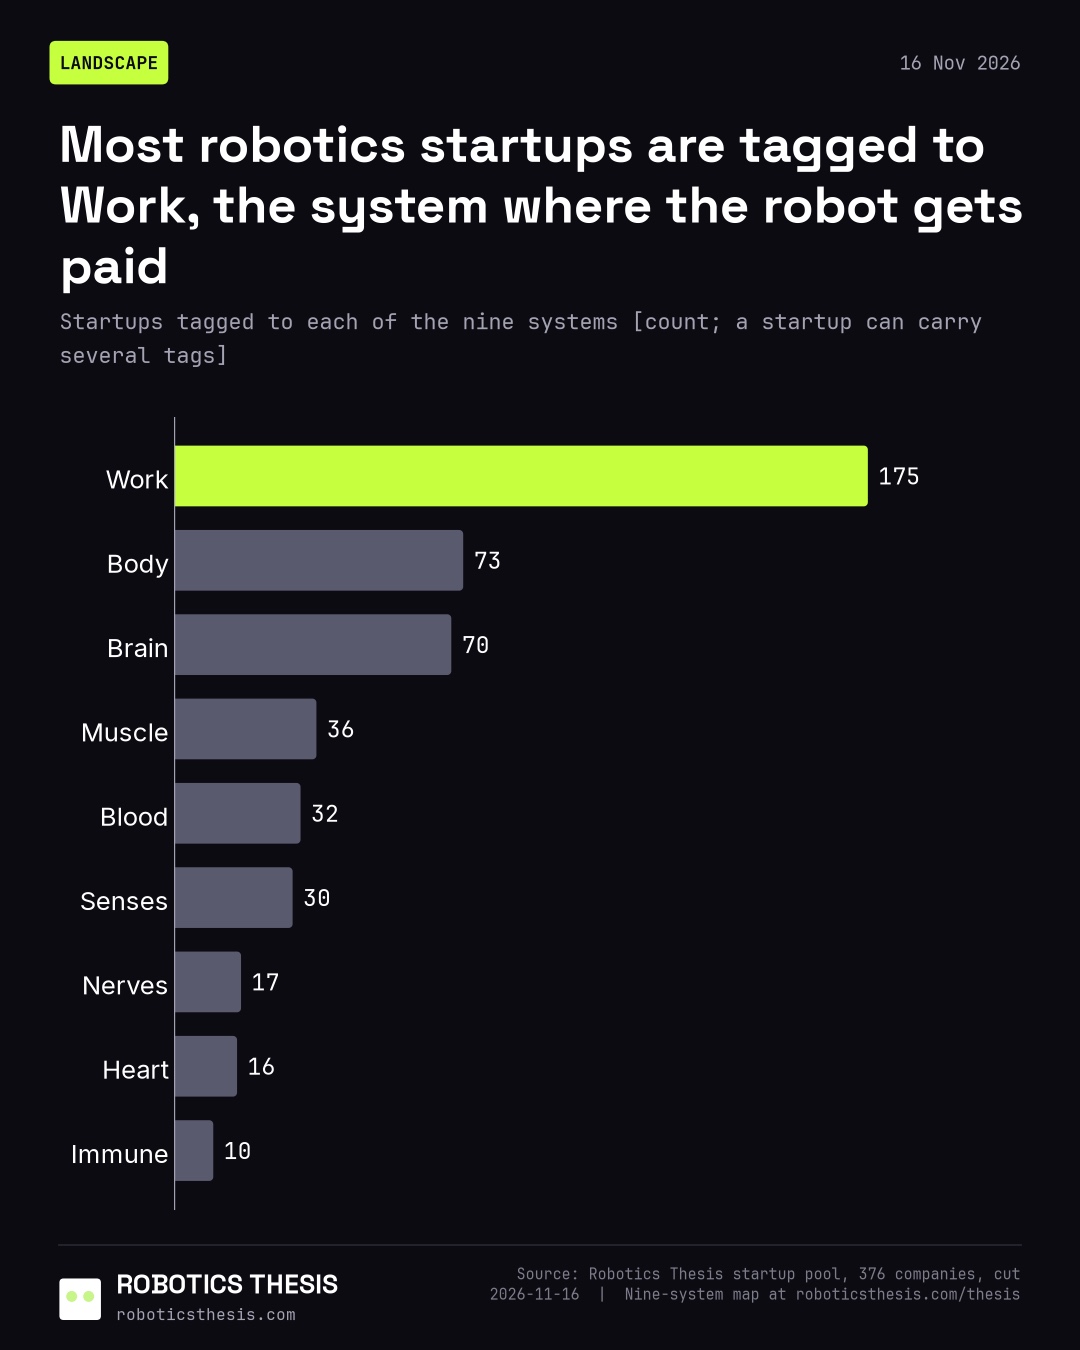 LANDSCAPE
16 Nov 2026
Most robotics startups are tagged to
Work, the system where the robot gets
paid
Startups tagged to each of the nine systems [count; a startup can carry
several tags]
Work 175
Body 73
Brain 70
Muscle 36
Blood 32
Senses 30
Nerves 17
Heart 16
Immune 10
ROBOTICS THESIS
roboticsthesis.com
Source: Robotics Thesis startup pool, 376 companies, cut
2026-11-16 | Nine-system map at roboticsthesis.com/thesis